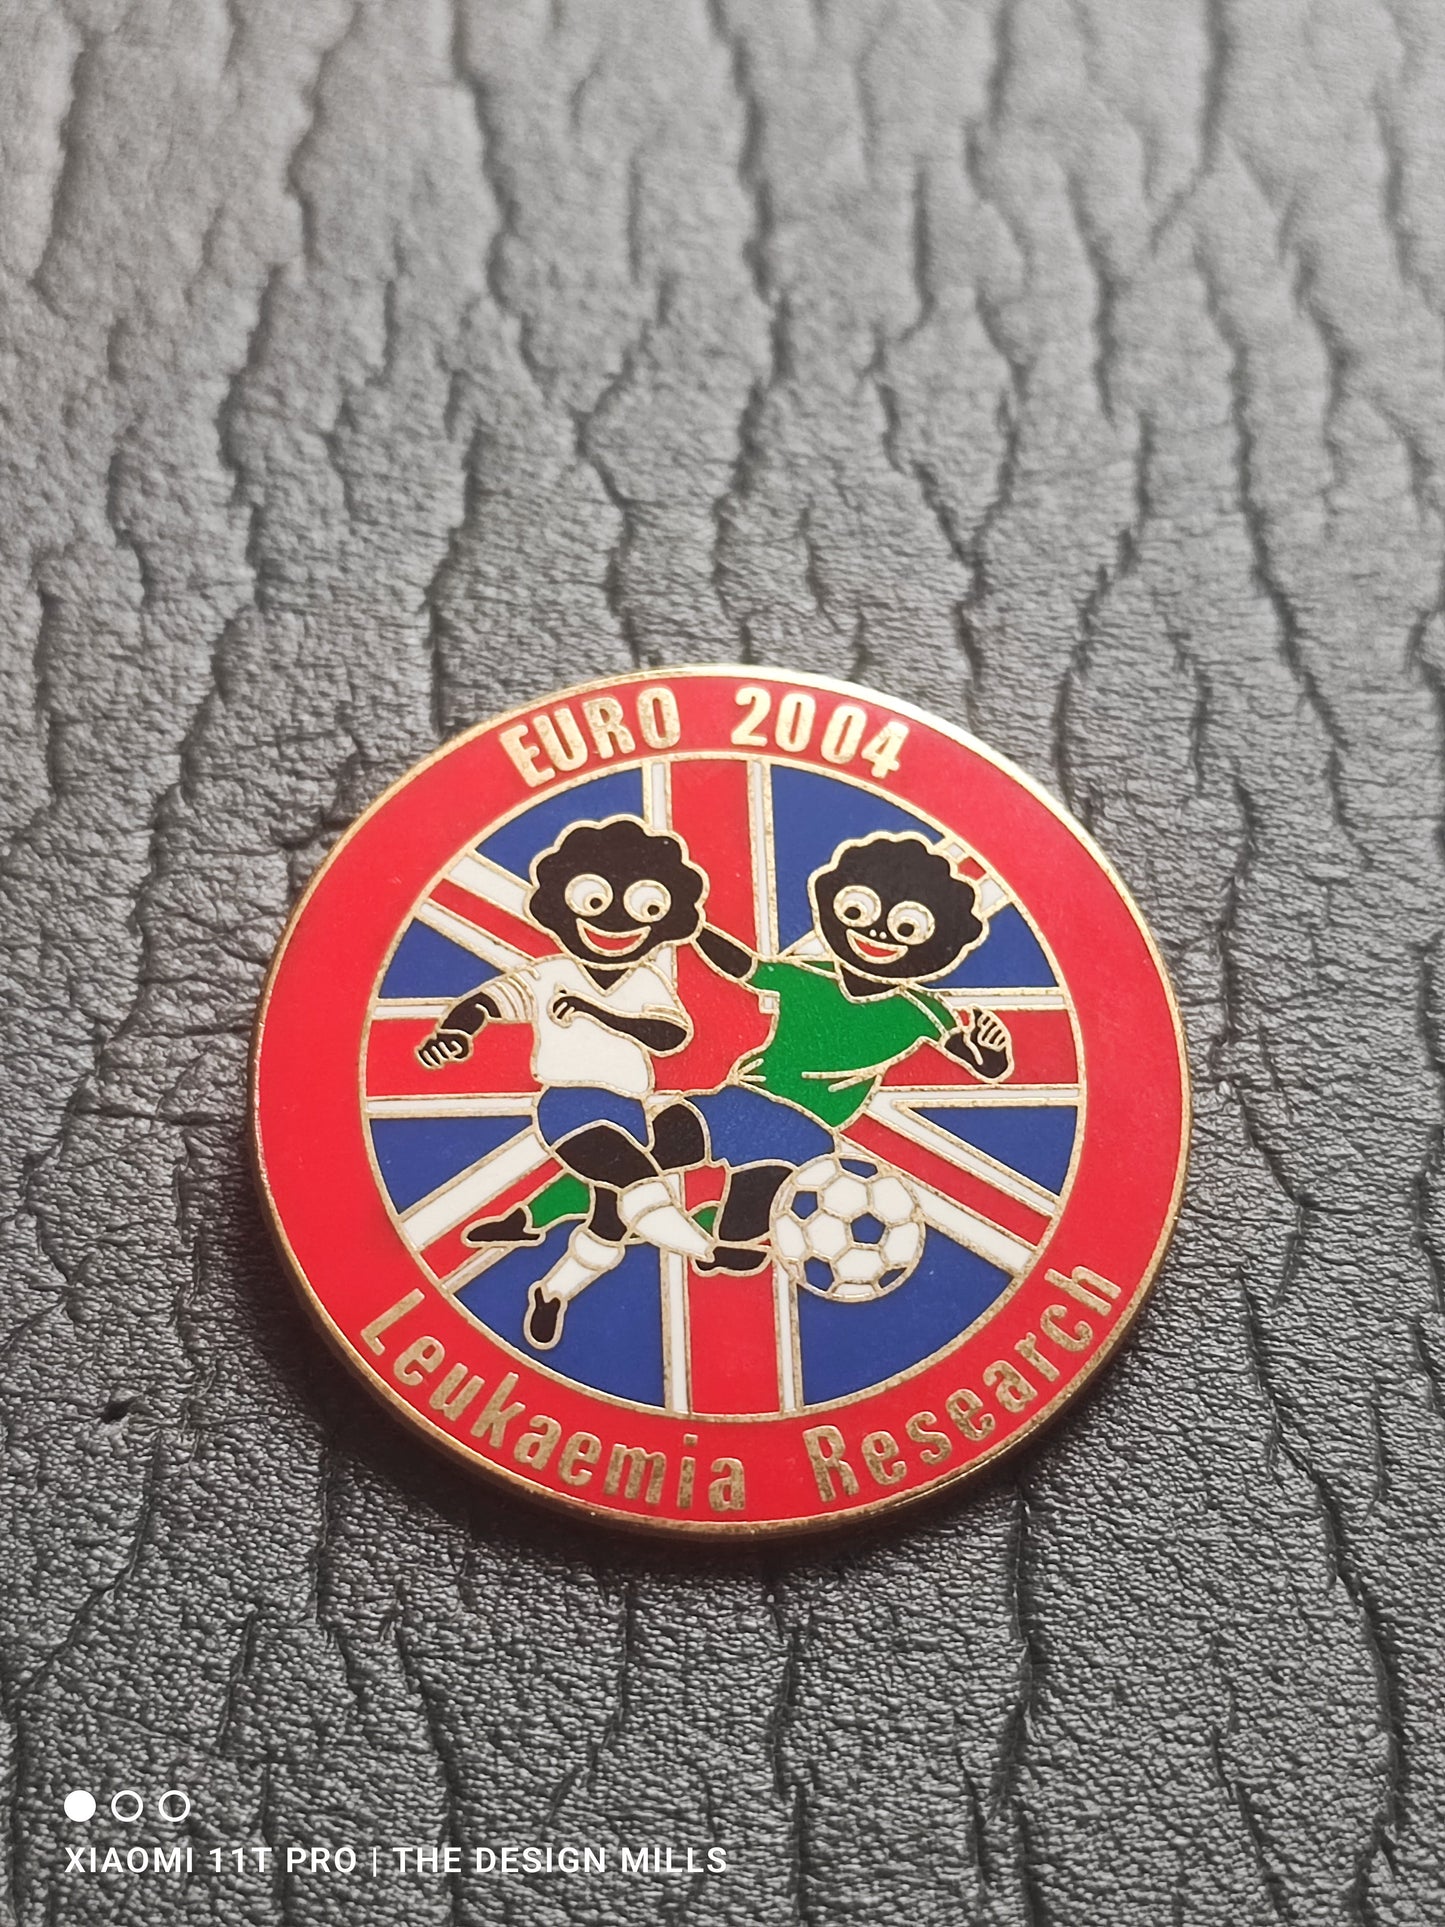 EURO 2004
Leukaemia Research
XIAOMI 11T PRO | THE DESIGN MILLS